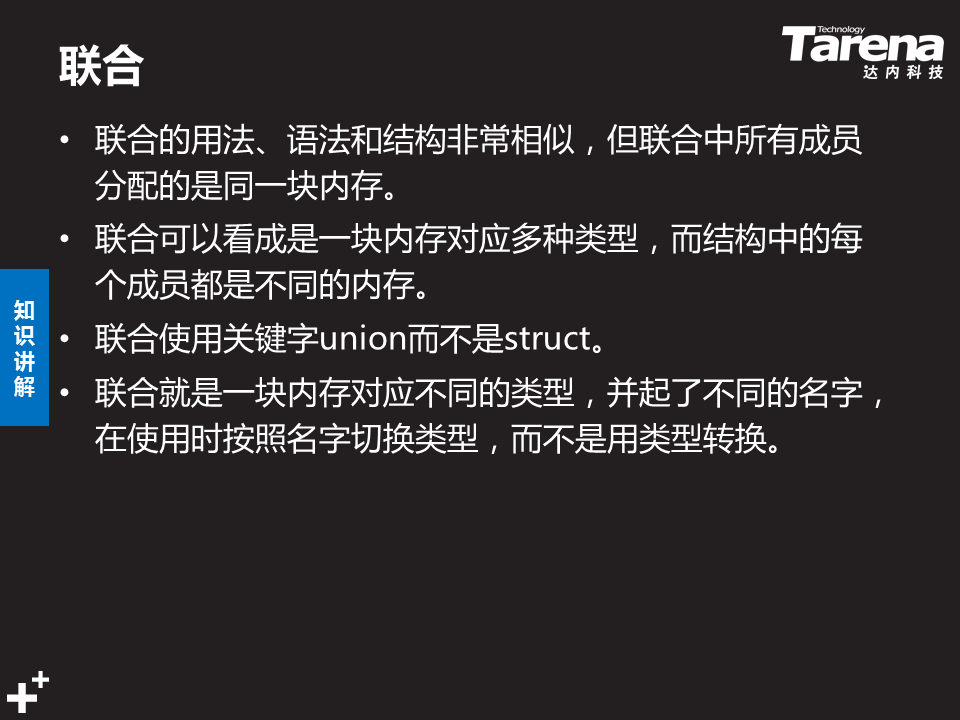 联合
Technology
Tarena
达内科技
• 联合的用法、语法和结构非常相似，但联合中所有成员
分配的是同一块内存。
• 联合可以看成是一块内存对应多种类型，而结构中的每
个成员都是不同的内存。
• 联合使用关键字union而不是struct。
• 联合就是一块内存对应不同的类型，并起了不同的名字，
在使用时按照名字切换类型，而不是用类型转换。
知识讲解